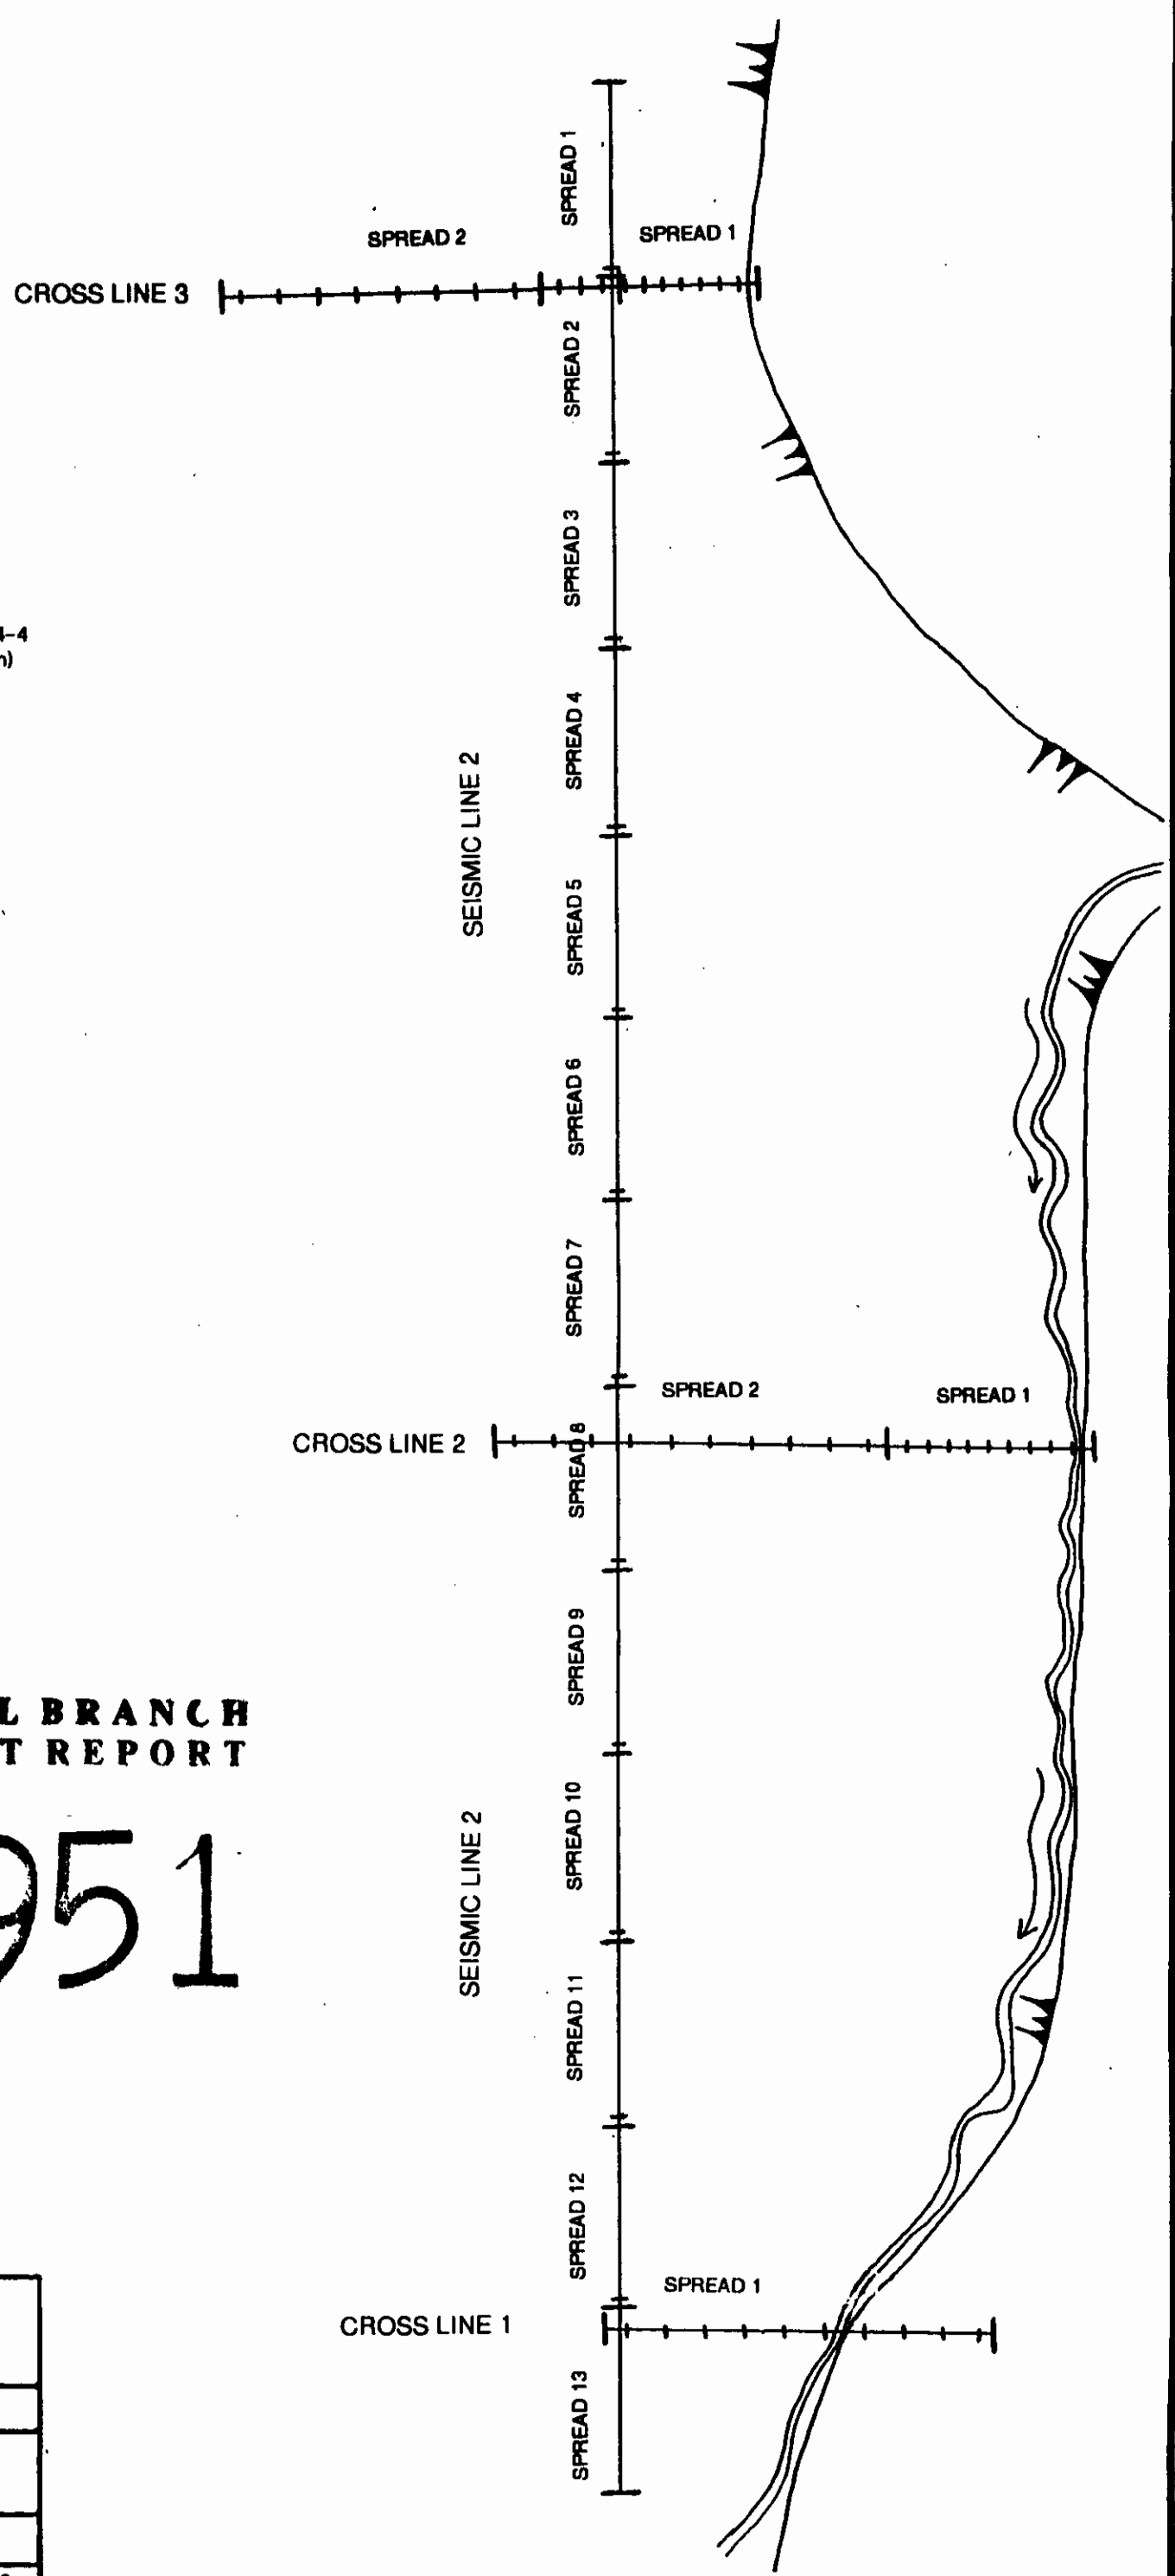 SPREAD 1
SPREAD 2
SPREAD 1
CROSS LINE 3
SPREAD 2
SPREAD 3
4-4
n)
SPREAD 4
SEISMIC LINE 2
SPREAD 5
SPREAD 6
SPREAD 7
SPREAD 2
SPREAD 1
CROSS LINE 2
SPREAD 8
SPREAD 9
L BRANCH
T REPORT
951
SPREAD 10
SEISMIC LINE 2
SPREAD 11
SPREAD 12
SPREAD 1
CROSS LINE 1
SPREAD 13